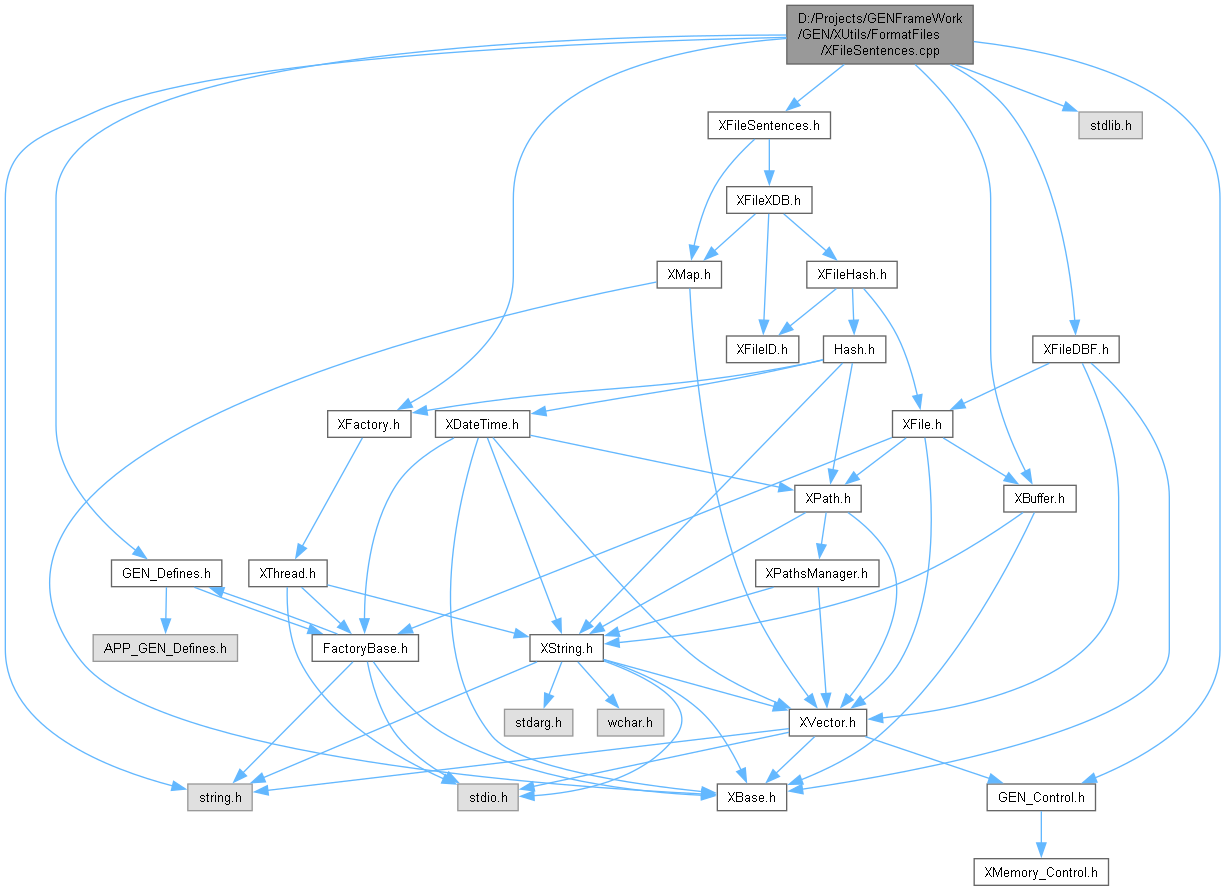 D:/Projects/GENFrameWork
/GEN/XUtils/FormatFiles
/XFileSentences.cpp
XFileSentences.h
stdlib.h
XFileXDB.h
XMap.h
XFileHash.h
XFileID.h
Hash.h
XFileDBF.h
XFactory.h
XDateTime.h
XFile.h
XPath.h
XBuffer.h
GEN_Defines.h
XThread.h
XPathsManager.h
APP_GEN_Defines.h
FactoryBase.h
XString.h
stdarg.h
wchar.h
XVector.h
string.h
stdio.h
XBase.h
GEN_Control.h
XMemory_Control.h